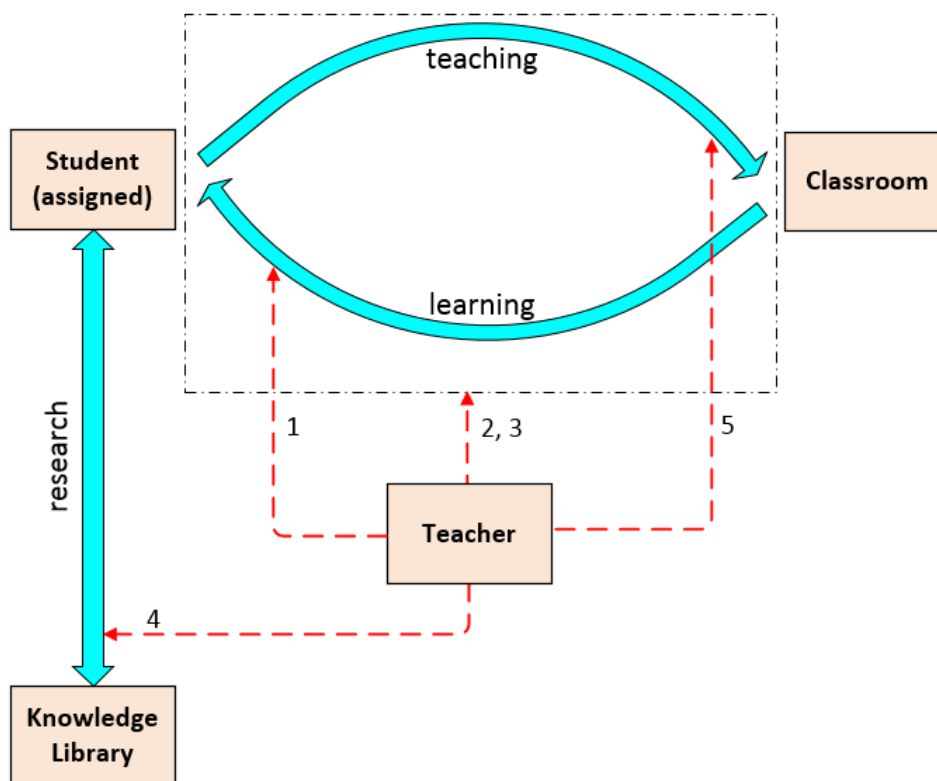 teaching
Student
(assigned)
Classroom
learning
1
2, 3
5
research
Teacher
4
Knowledge
Library